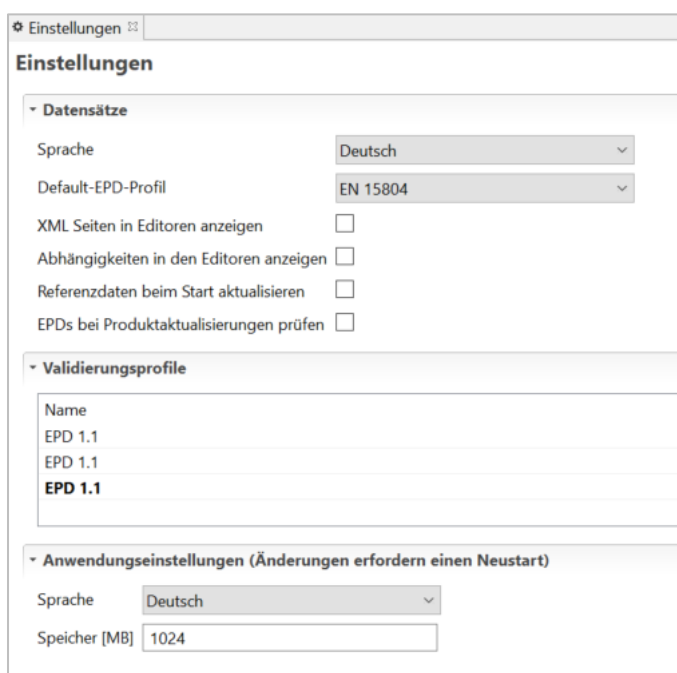 Einstellungen
Einstellungen
Datensätze
Sprache Deutsch
Default-EPD-Profil EN 15804
XML Seiten in Editoren anzeigen
Abhängigkeiten in den Editoren anzeigen
Referenzdaten beim Start aktualisieren
EPDs bei Produktaktualisierungen prüfen
Validierungsprofile
Name
EPD 1.1
EPD 1.1
EPD 1.1
Anwendungseinstellungen (Änderungen erfordern einen Neustart)
Sprache Deutsch
Speicher [MB] 1024